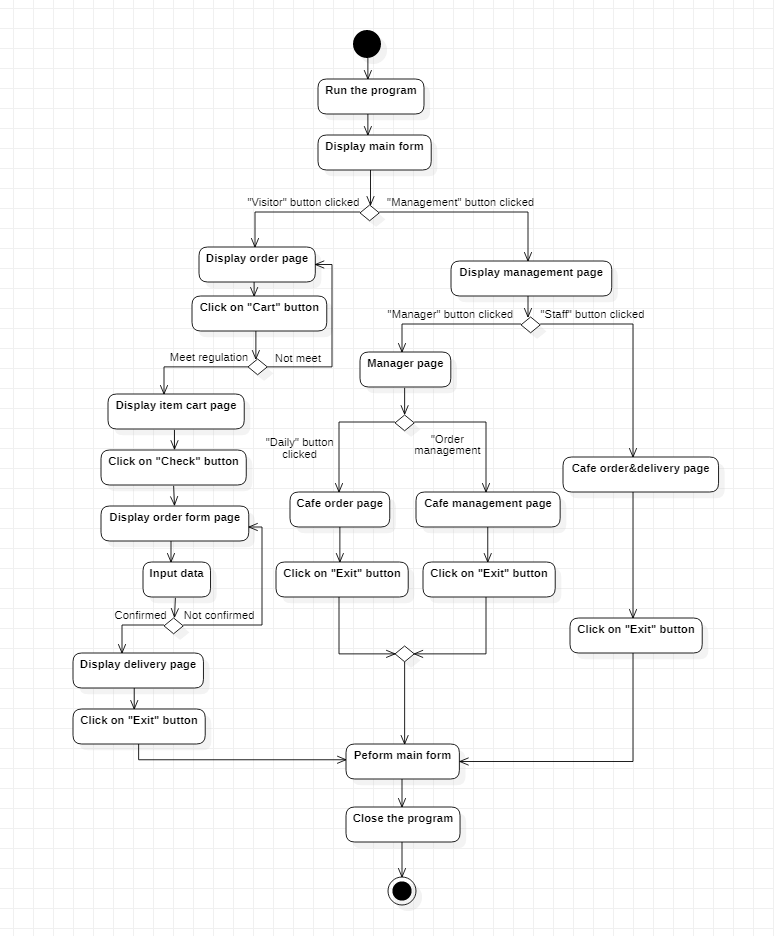 Run the program
Display main form
"Visitor" button clicked
"Management" button clicked
Display order page
Display management page
Click on "Cart" button
"Manager" button clicked
"Staff" button clicked
Meet regulation
Not meet
Manager page
Display item cart page
"Daily" button
clicked
"Order
management
Click on "Check" button
Cafe order&delivery page
Display order form page
Cafe order page
Cafe management page
Input data
Click on "Exit" button
Click on "Exit" button
Confirmed
Not confirmed
Click on "Exit" button
Display delivery page
Click on "Exit" button
Peform main form
Close the program